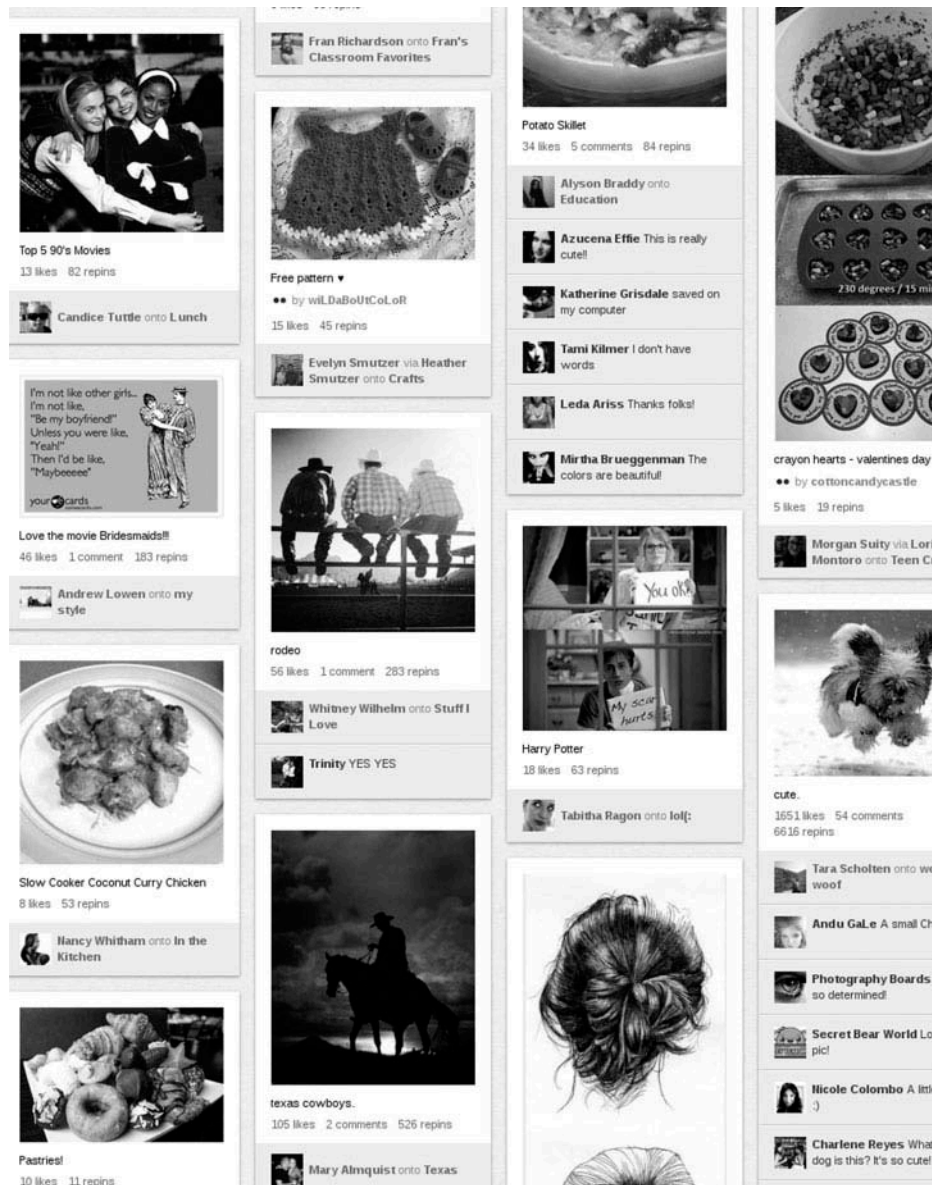 Fran Richardson onto Fran's
Classroom Favorites
Top 5 90's Movies
13 likes 82 repins
Candice Tuttle onto Lunch
I'm not like other girls...
I'm not like,
"Be my boyfriend!"
Unless you were like,
"Yeah!"
Then I'd be like,
"Maybeeeee"
your cards
Love the movie Bridesmaids!!!
46 likes 1 comment 183 repins
Andrew Lowen onto my
style
Slow Cooker Coconut Curry Chicken
8 likes 53 repins
Nancy Whitham onto In the
Kitchen
Pastries!
10 likes 11 repins
Free pattern ♥
by wiLDaBoUtCoLoR
15 likes 45 repins
Evelyn Smutzer via Heather
Smutzer onto Crafts
rodeo
56 likes 1 comment 283 repins
Whitney Wilhelm onto Stuff I
Love
Trinity YES YES
texas cowboys.
105 likes 2 comments 526 repins
Mary Almquist onto Texas
Potato Skillet
34 likes 5 comments 84 repins
Alyson Braddy onto
Education
Azucena Effie This is really
cute!!
Katherine Grisdale saved on
my computer
Tami Kilmer I don't have
words
Leda Ariss Thanks folks!
Mirtha Brueggenman The
colors are beautiful!
You ok?
My scar
hurts.
Harry Potter
18 likes 63 repins
Tabitha Ragon onto lol(:
230 degrees / 15 mi
crayon hearts - valentines day
by cottoncandycastle
5 likes 19 repins
Morgan Suity via Lori
Montoro onto Teen C
cute.
1651 likes 54 comments
6616 repins
Tara Scholten onto wo
woof
Andu GaLe A small Ch
Photography Boards
so determined!
Secret Bear World Lo
pic!
Nicole Colombo A littl
:)
Charlene Reyes What
dog is this? It's so cute!